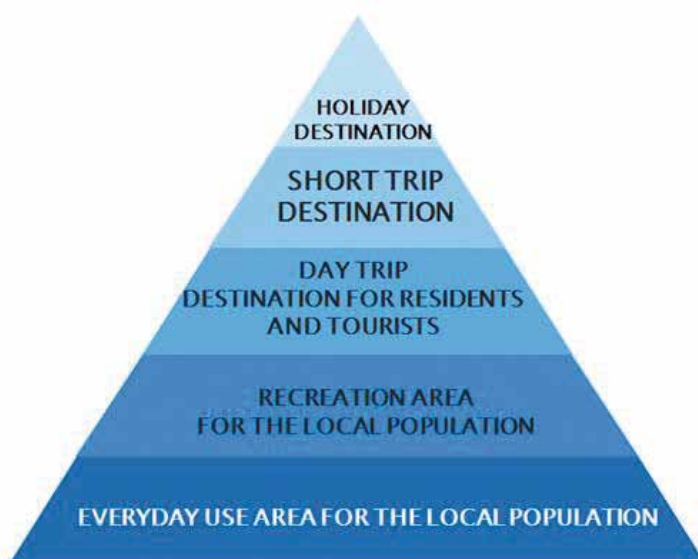 HOLIDAY
DESTINATION
SHORT TRIP
DESTINATION
DAY TRIP
DESTINATION FOR RESIDENTS
AND TOURISTS
RECREATION AREA
FOR THE LOCAL POPULATION
EVERYDAY USE AREA FOR THE LOCAL POPULATION